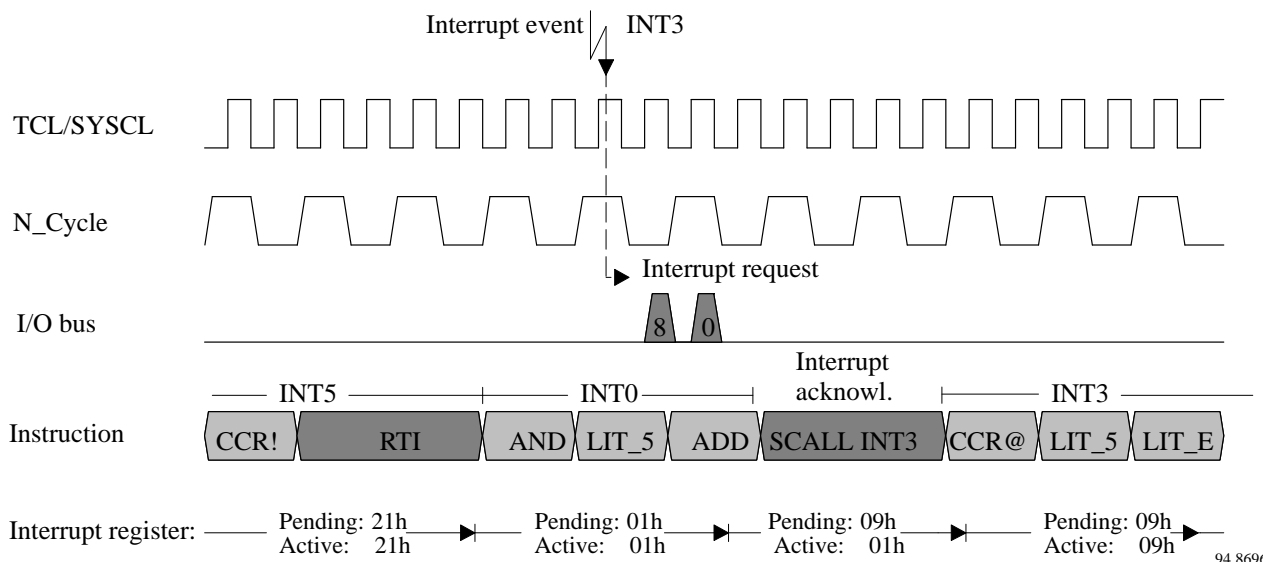 Interrupt event INT3
TCL/SYSCL
N_Cycle
Interrupt request
I/O bus 8 0
Interrupt
acknowl.
INT5 INT0 INT3
Instruction CCR! RTI AND LIT_5 ADD SCALL INT3 CCR@ LIT_5 LIT_E
Interrupt register: Pending: 21h Pending: 01h Pending: 09h Pending: 09h
Active: 21h Active: 01h Active: 01h Active: 09h
94 8696